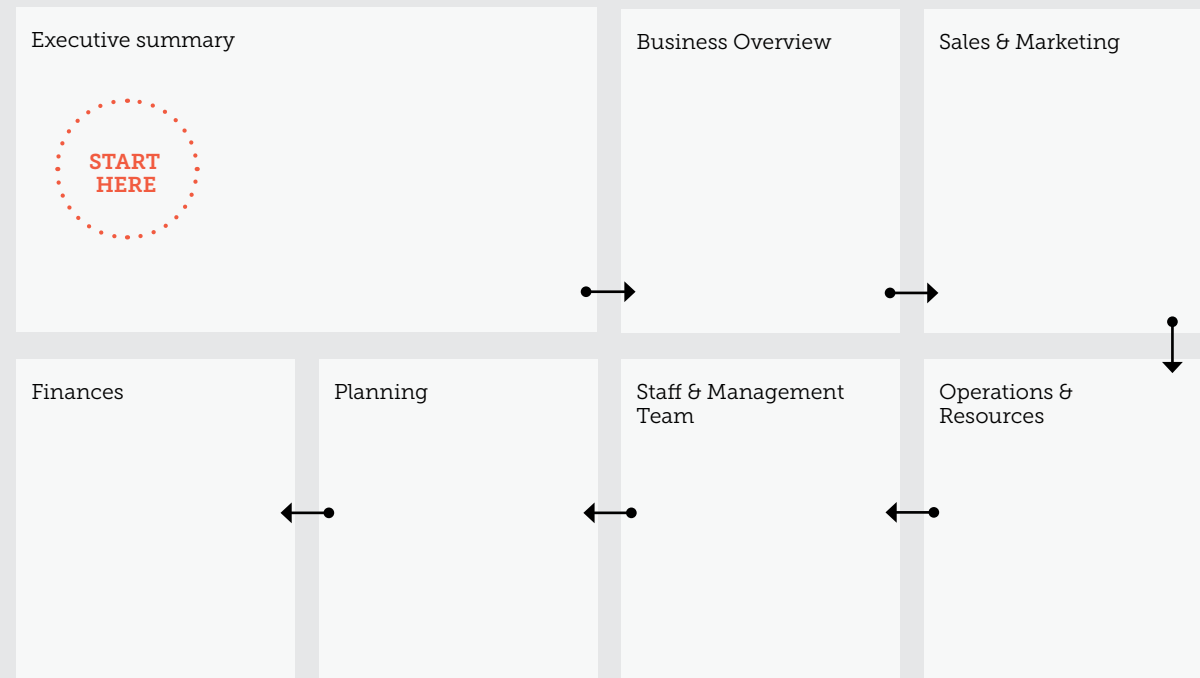 Executive summary
START
HERE
Business Overview
Sales & Marketing
Finances
Planning
Staff & Management
Team
Operations &
Resources